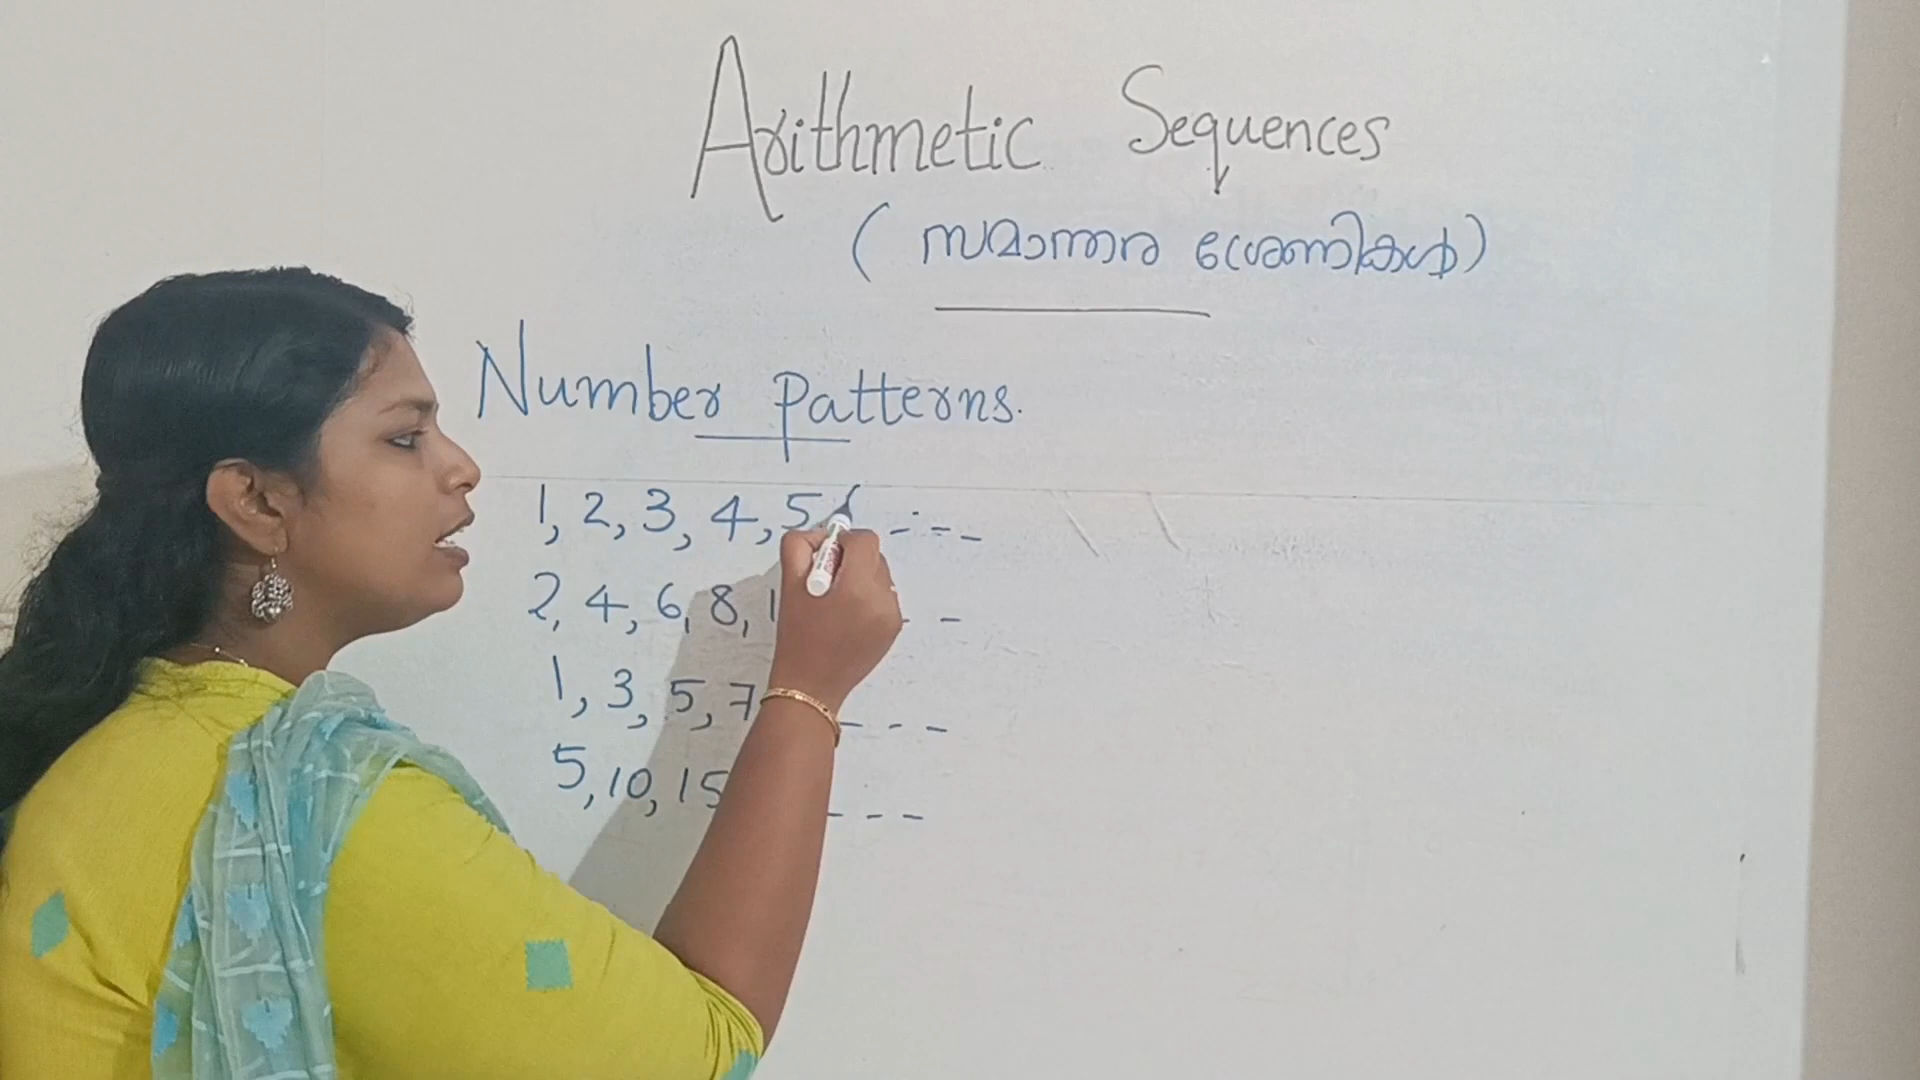 Arithmetic Sequences
( സമാന്തര ശ്രേണികൾ )
Number Patterns.
1, 2, 3, 4, 5 - - - -
2, 4, 6, 8, 1 - -
1, 3, 5, 7 - - -
5, 10, 15 - - -